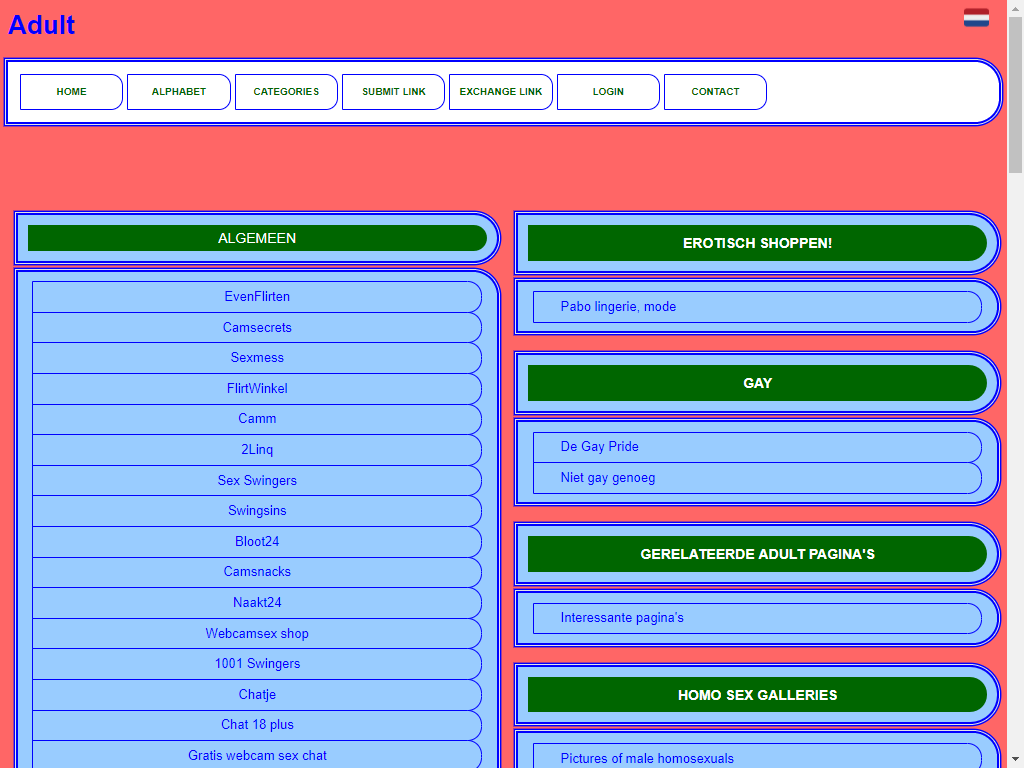 Adult
HOME
ALPHABET
CATEGORIES
SUBMIT LINK
EXCHANGE LINK
LOGIN
CONTACT
ALGEMEEN
EvenFlirten
Camsecrets
Sexmess
FlirtWinkel
Camm
2Linq
Sex Swingers
Swingsins
Bloot24
Camsnacks
Naakt24
Webcamsex shop
1001 Swingers
Chatje
Chat 18 plus
Gratis webcam sex chat
EROTISCH SHOPPEN!
Pabo lingerie, mode
GAY
De Gay Pride
Niet gay genoeg
GERELATEERDE ADULT PAGINA'S
Interessante pagina's
HOMO SEX GALLERIES
Pictures of male homosexuals